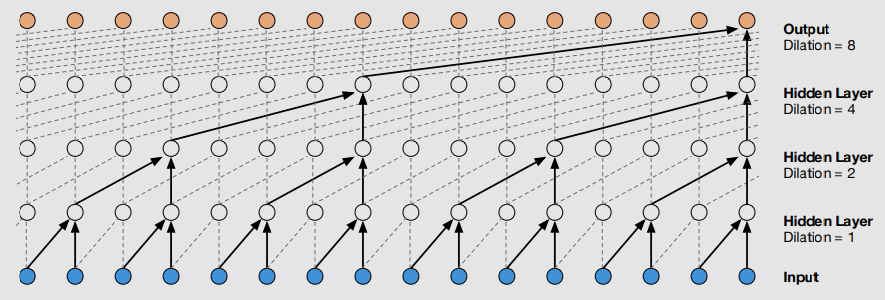 Output
Dilation = 8
Hidden Layer
Dilation = 4
Hidden Layer
Dilation = 2
Hidden Layer
Dilation = 1
Input